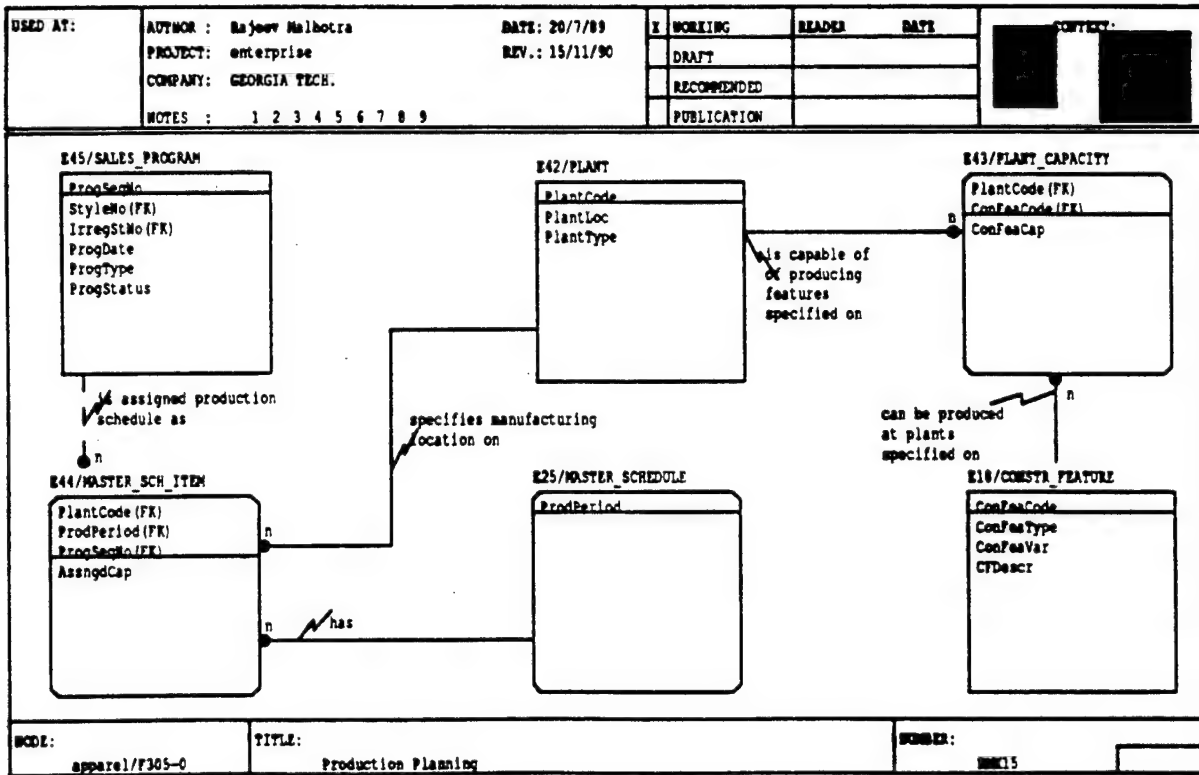 USED AT:
AUTHOR : Rajeev Malhotra
DATE: 20/7/89
PROJECT: enterprise
REV.: 15/11/90
COMPANY: GEORGIA TECH.
NOTES : 1 2 3 4 5 6 7 8 9
X WORKING
DRAFT
RECOMMENDED
PUBLICATION
READER DATE
CONTEXT:
E45/SALES_PROGRAM
ProgSeqNo
StyleNo(FK)
IrregStNo(FK)
ProgDate
ProgType
ProgStatus
E42/PLANT
PlantCode
PlantLoc
PlantType
E43/PLANT_CAPACITY
PlantCode(FK)
ConFeaCode(FK)
ConFeaCap
n
is capable of
of producing
features
specified on
is assigned production
schedule as
n
specifies manufacturing
location on
n
can be produced
at plants
specified on
E44/MASTER_SCH_ITEM
PlantCode(FK)
ProdPeriod(FK)
ProgSeqNo(FK)
AssngdCap
n
n
has
E25/MASTER_SCHEDULE
ProdPeriod
E18/CONSTR_FEATURE
ConFeaCode
ConFeaType
ConFeaVar
CFDescr
NODE:
apparel/F305-0
TITLE:
Production Planning
NUMBER: